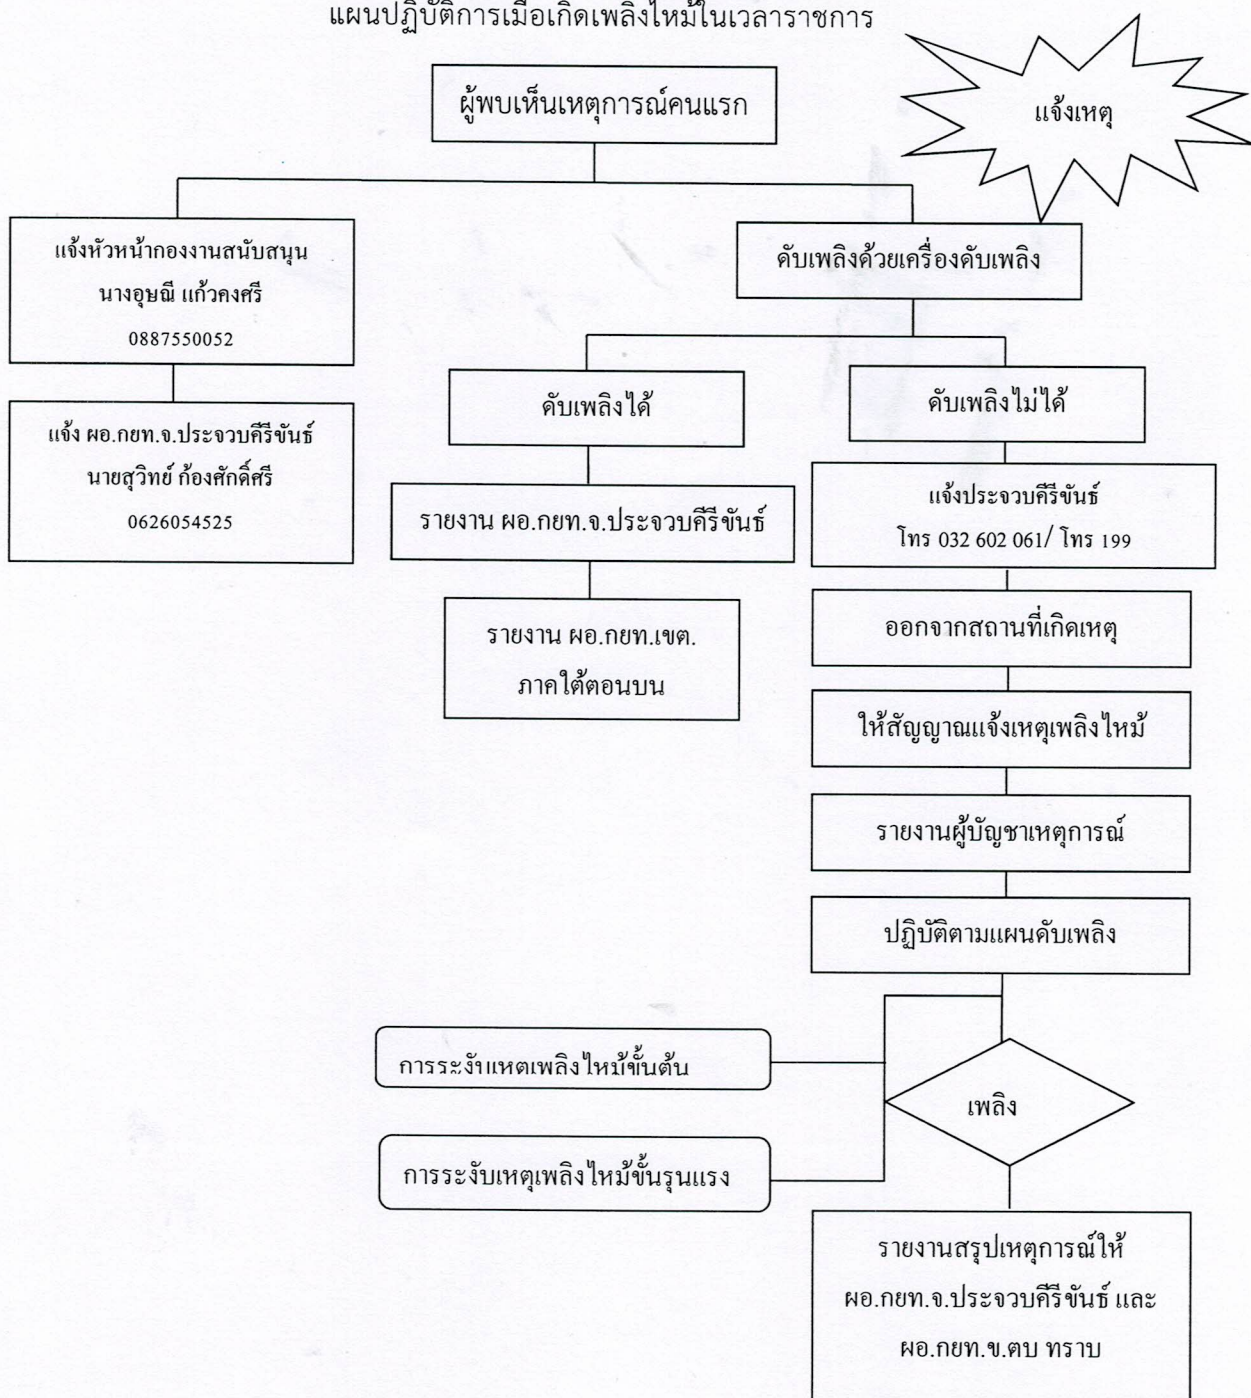 แผนปฏิบัติการเมื่อเกิดเพลิงไหม้ในเวลาราชการ
แจ้งเหตุ
ผู้พบเห็นเหตุการณ์คนแรก
แจ้งหัวหน้ากองงานสนับสนุน
นางอุษณี แก้วคงศรี
0887550052
แจ้ง ผอ.กยท.จ.ประจวบคีรีขันธ์
นายสุวิทย์ ก้องศักดิ์ศรี
0626054525
ดับเพลิงด้วยเครื่องดับเพลิง
ดับเพลิงได้
รายงาน ผอ.กยท.จ.ประจวบคีรีขันธ์
รายงาน ผอ.กยท.เขต.
ภาคใต้ตอนบน
ดับเพลิงไม่ได้
แจ้งประจวบคีรีขันธ์
โทร 032 602 061/ โทร 199
ออกจากสถานที่เกิดเหตุ
ให้สัญญาณแจ้งเหตุเพลิงไหม้
รายงานผู้บัญชาเหตุการณ์
ปฏิบัติตามแผนดับเพลิง
การระงับเหตุเพลิงไหม้ขั้นต้น
เพลิง
การระงับเหตุเพลิงไหม้ขั้นรุนแรง
รายงานสรุปเหตุการณ์ให้
ผอ.กยท.จ.ประจวบคีรีขันธ์ และ
ผอ.กยท.ข.ตบ ทราบ